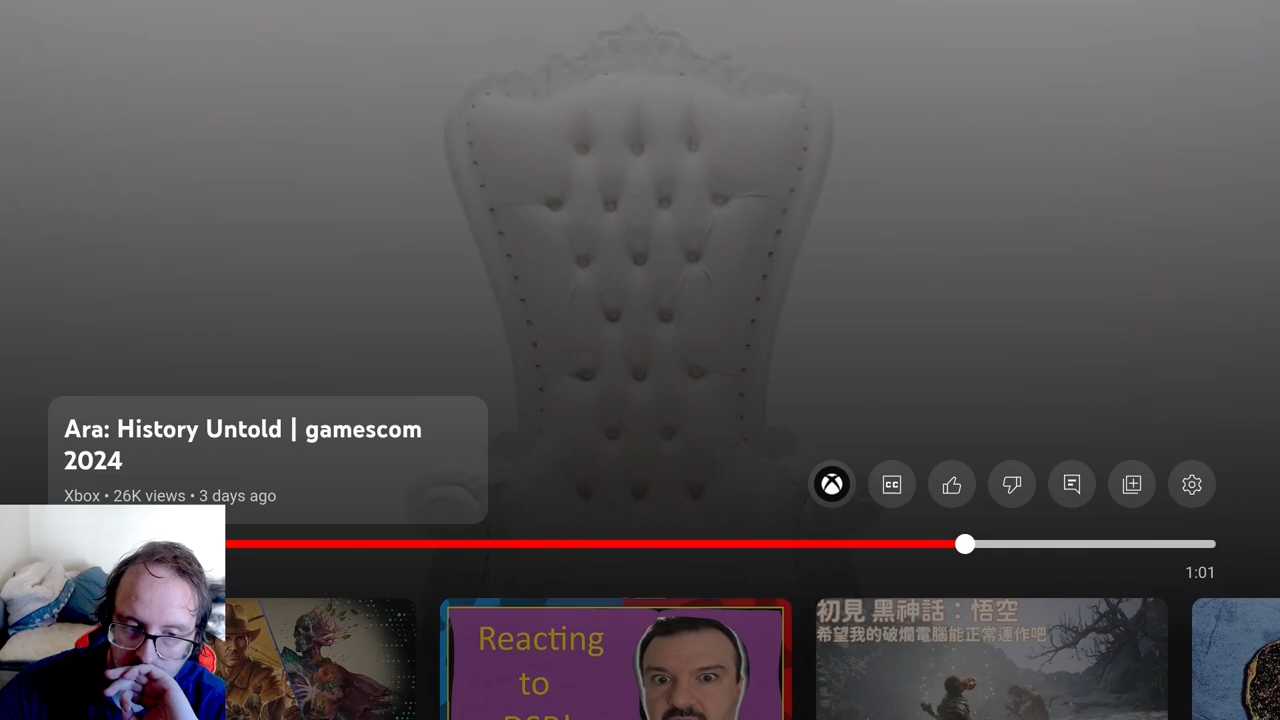 Ara: History Untold | gamescom
2024
Xbox • 26K views • 3 days ago
CC
1:01
Reacting
to
初見 黑神話：悟空
希望我的破爛電腦能正常運作吧